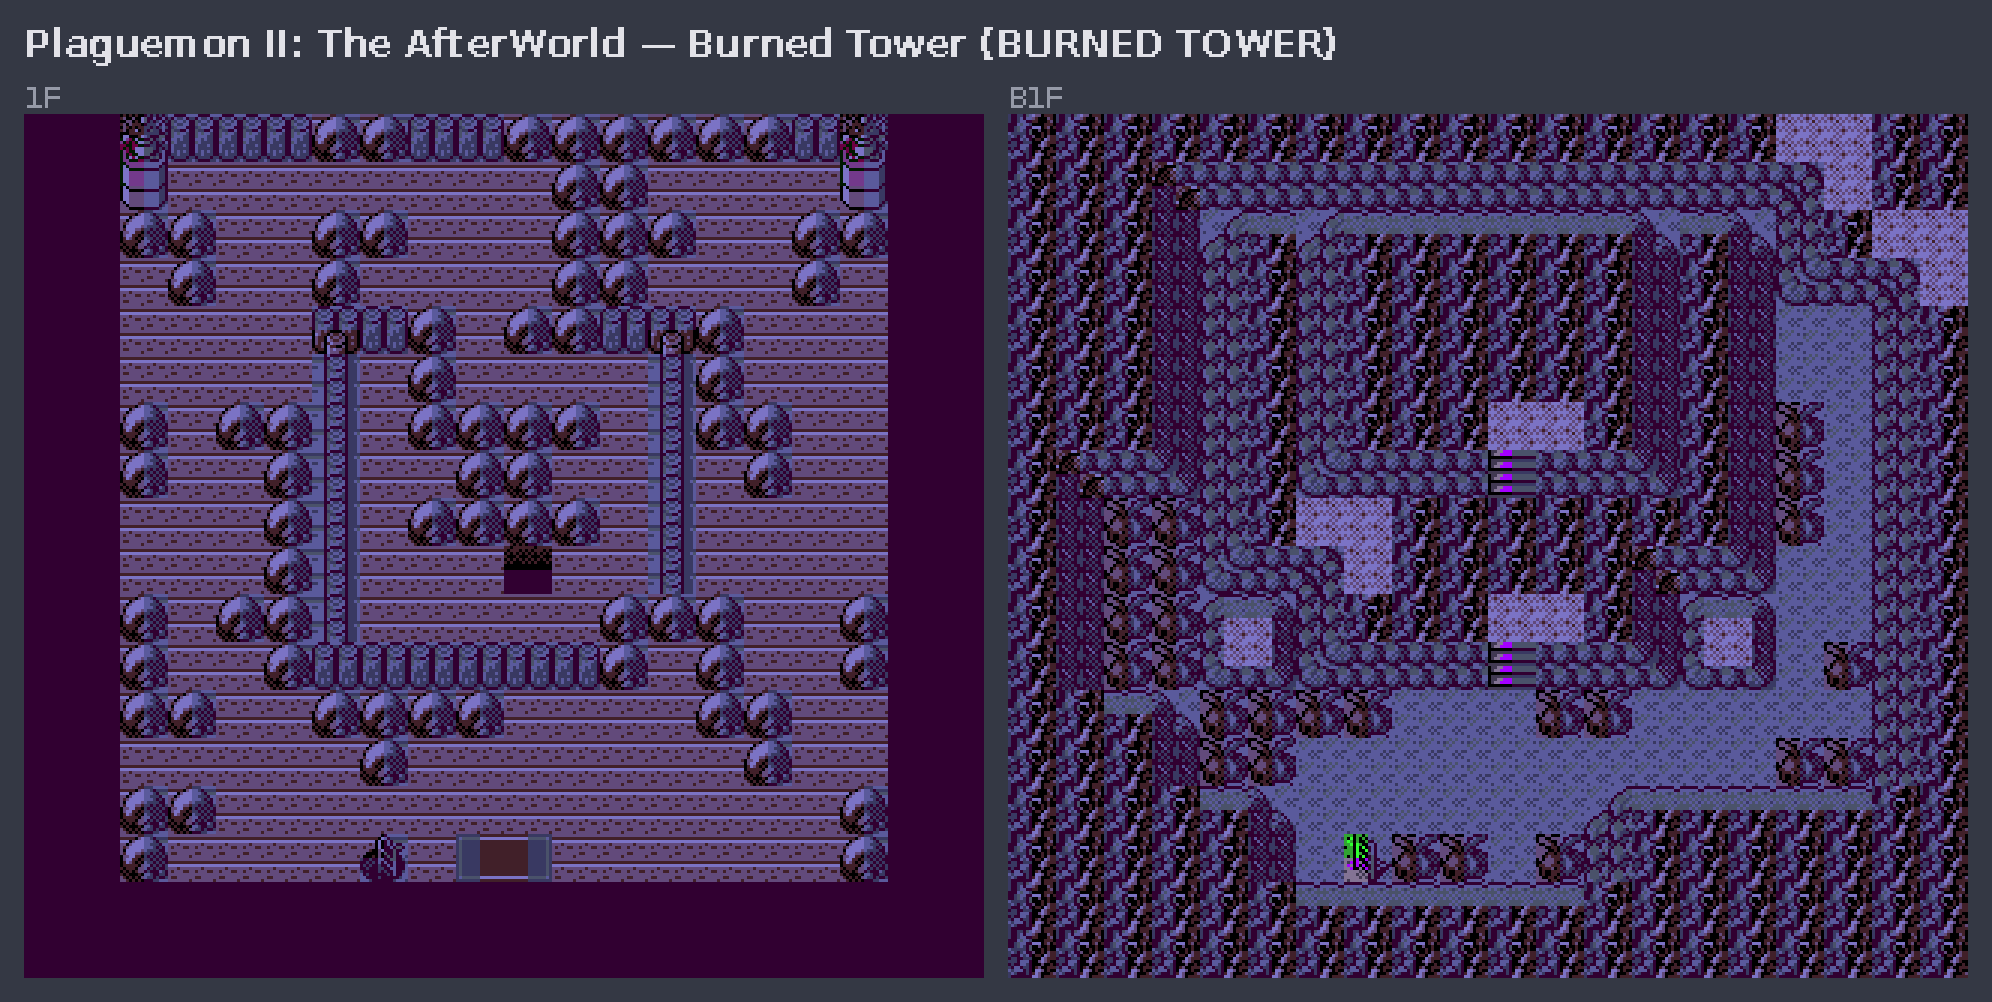 Plaguemon II: The AfterWorld — Burned Tower (BURNED TOWER)
1F
B1F